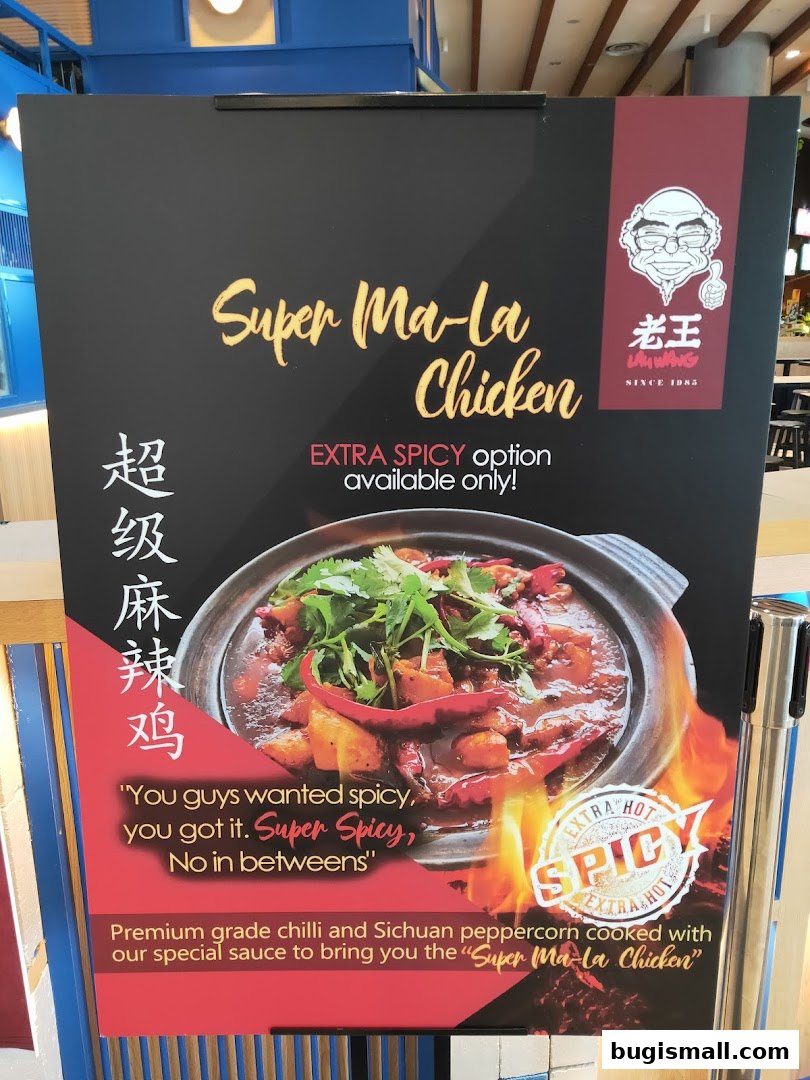 老王
LAU WANG
SINCE 1985
Super Ma-La
Chicken
EXTRA SPICY option
available only!
超级麻辣鸡
"You guys wanted spicy,
you got it. Super Spicy,
No in betweens"
EXTRA HOT
SPICY
EXTRA HOT
Premium grade chilli and Sichuan peppercorn cooked with
our special sauce to bring you the "Super Ma-La Chicken"
bugismall.com